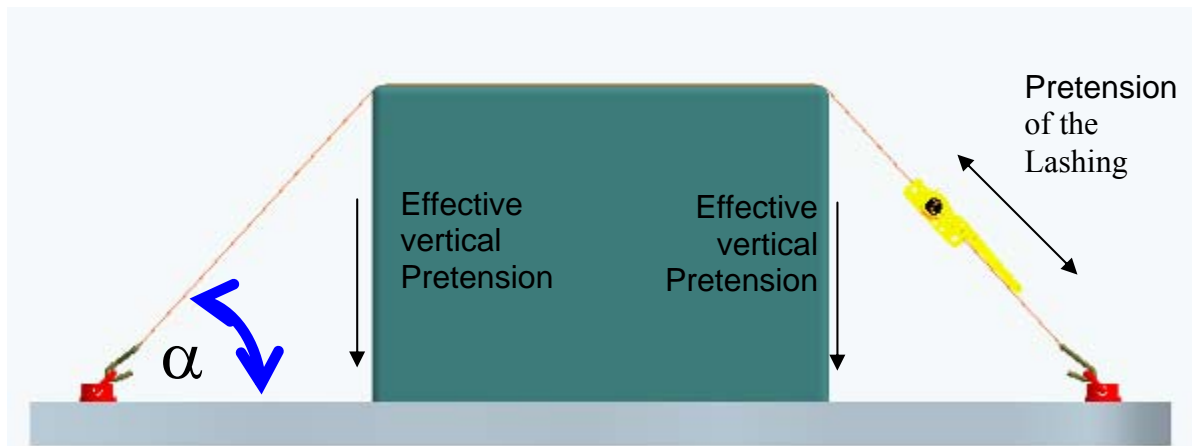 Pretension
of the
Lashing
Effective
vertical
Pretension
Effective
vertical
Pretension
α